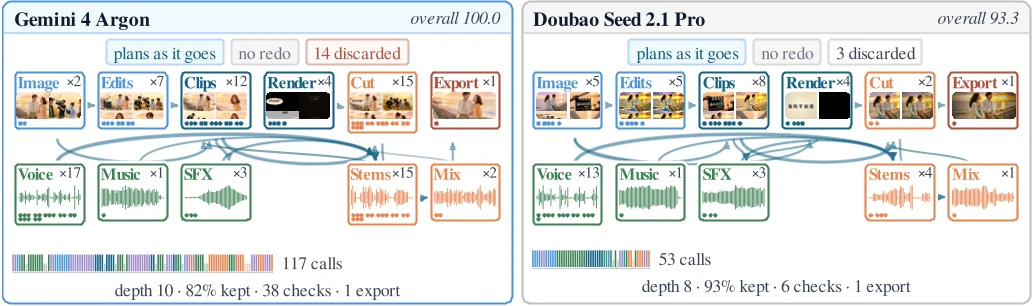 Gemini 4 Argon overall 100.0
plans as it goes no redo 14 discarded
Image ×2 Edits ×7 Clips ×12 Render ×4 Cut ×15 Export ×1
Voice ×17 Music ×1 SFX ×3 Stems ×15 Mix ×2
117 calls
depth 10 · 82% kept · 38 checks · 1 export
Doubao Seed 2.1 Pro overall 93.3
plans as it goes no redo 3 discarded
Image ×5 Edits ×5 Clips ×8 Render ×4 Cut ×2 Export ×1
Voice ×13 Music ×1 SFX ×3 Stems ×4 Mix ×1
53 calls
depth 8 · 93% kept · 6 checks · 1 export